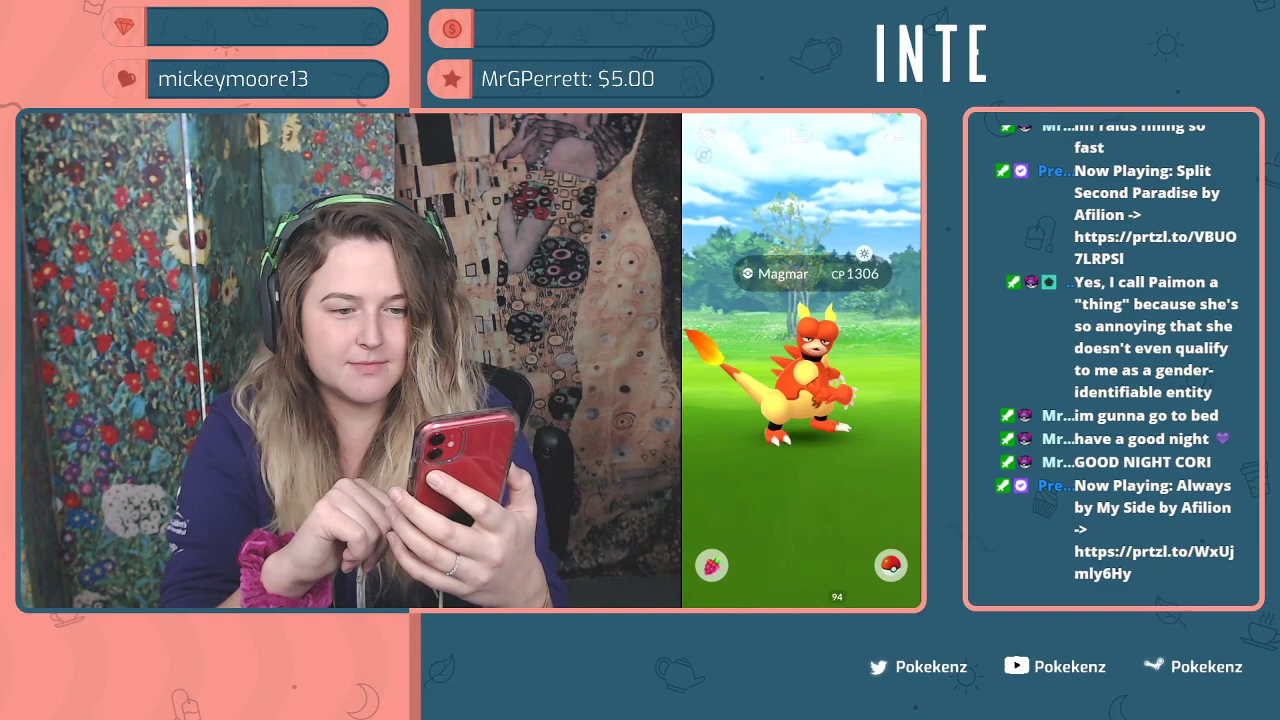 INTE
mickeymoore13
MrGPerrett: $5.00
Magmar CP1306
94
Mr...
fast
Pre...Now Playing: Split
Second Paradise by
Afilion ->
https://prtzl.to/VBUO
7LRPSI
..Yes, I call Paimon a
"thing" because she's
so annoying that she
doesn't even qualify
to me as a gender-
identifiable entity
Mr...im gunna go to bed
Mr...have a good night 💜
Mr...GOOD NIGHT CORI
Pre...Now Playing: Always
by My Side by Afilion
->
https://prtzl.to/WxUj
mly6Hy
Pokekenz Pokekenz Pokekenz